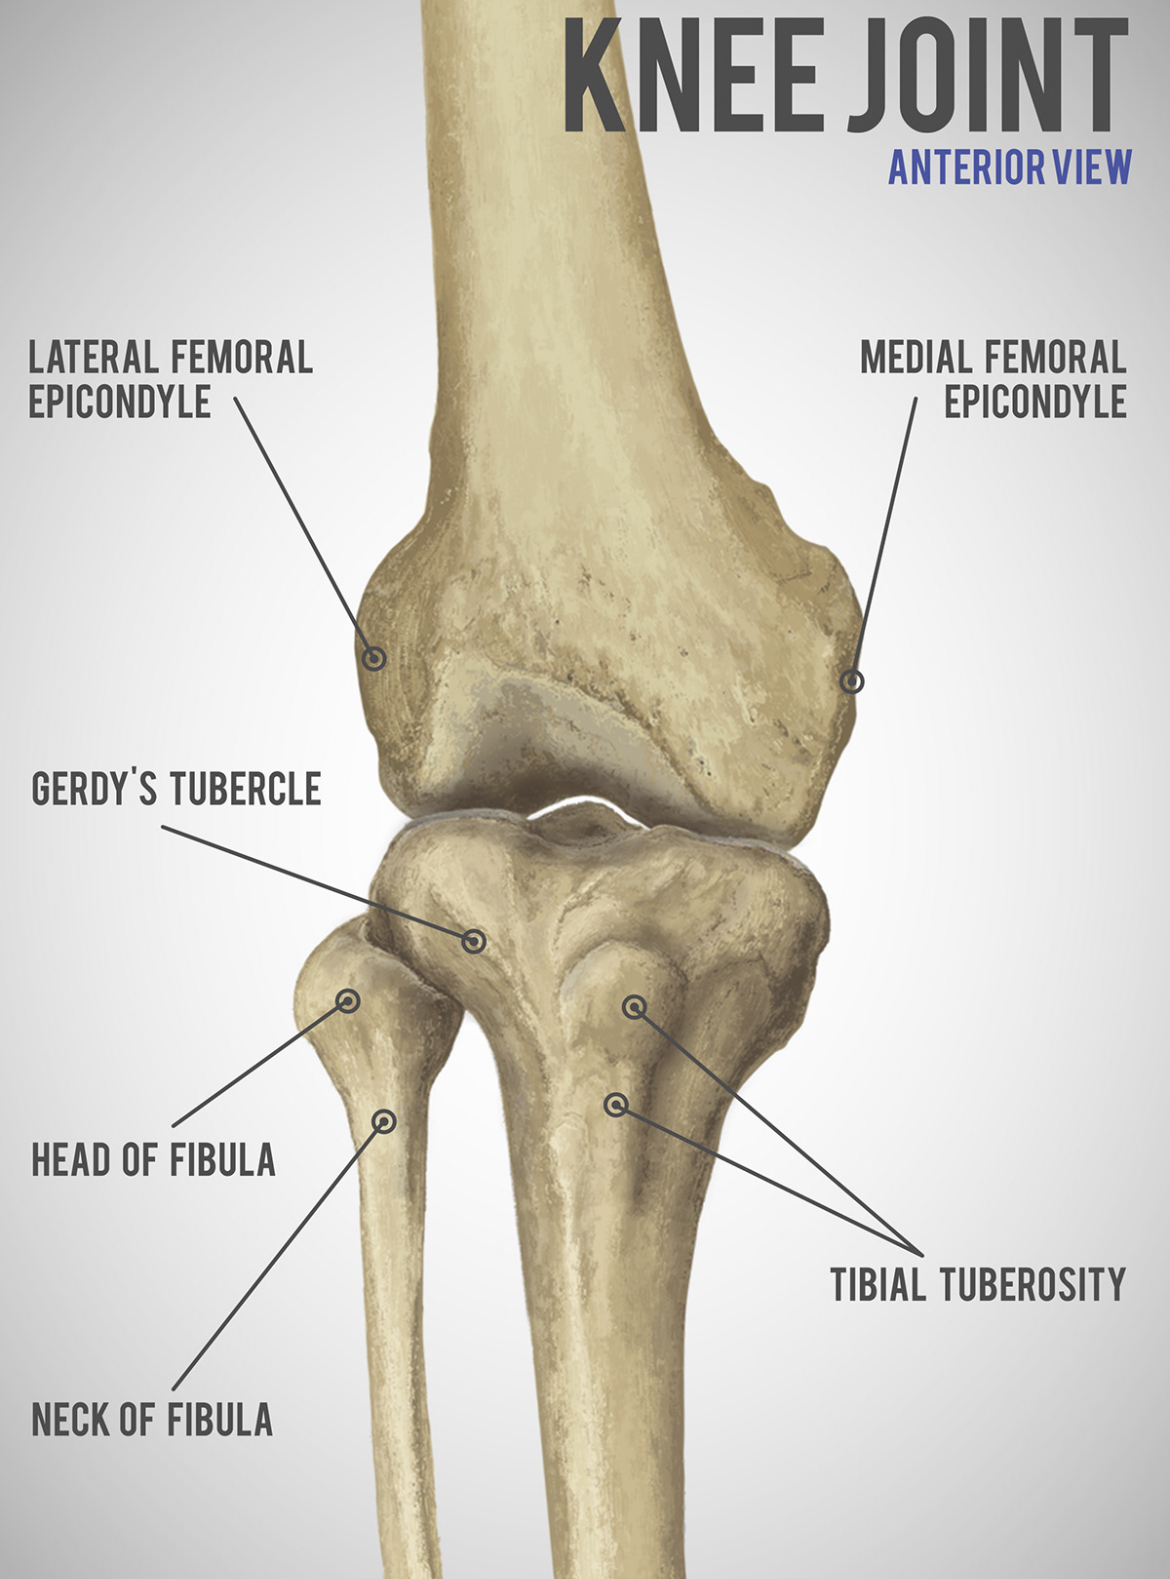 KNEE JOINT
ANTERIOR VIEW
LATERAL FEMORAL
EPICONDYLE
MEDIAL FEMORAL
EPICONDYLE
GERDY'S TUBERCLE
HEAD OF FIBULA
TIBIAL TUBEROSITY
NECK OF FIBULA